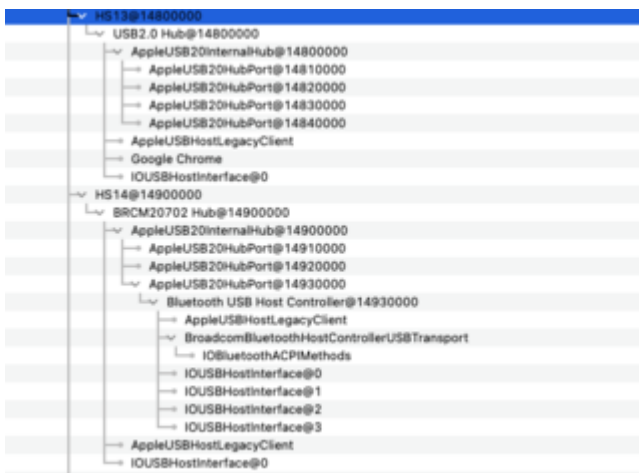 HS13@14800000
USB2.0 Hub@14800000
AppleUSB20InternalHub@14800000
AppleUSB20HubPort@14810000
AppleUSB20HubPort@14820000
AppleUSB20HubPort@14830000
AppleUSB20HubPort@14840000
AppleUSBHostLegacyClient
Google Chrome
IOUSBHostInterface@0
HS14@14900000
BRCM20702 Hub@14900000
AppleUSB20InternalHub@14900000
AppleUSB20HubPort@14910000
AppleUSB20HubPort@14920000
AppleUSB20HubPort@14930000
Bluetooth USB Host Controller@14930000
AppleUSBHostLegacyClient
BroadcomBluetoothHostControllerUSBTransport
IOBluetoothACPIMethods
IOUSBHostInterface@0
IOUSBHostInterface@1
IOUSBHostInterface@2
IOUSBHostInterface@3
AppleUSBHostLegacyClient
IOUSBHostInterface@0